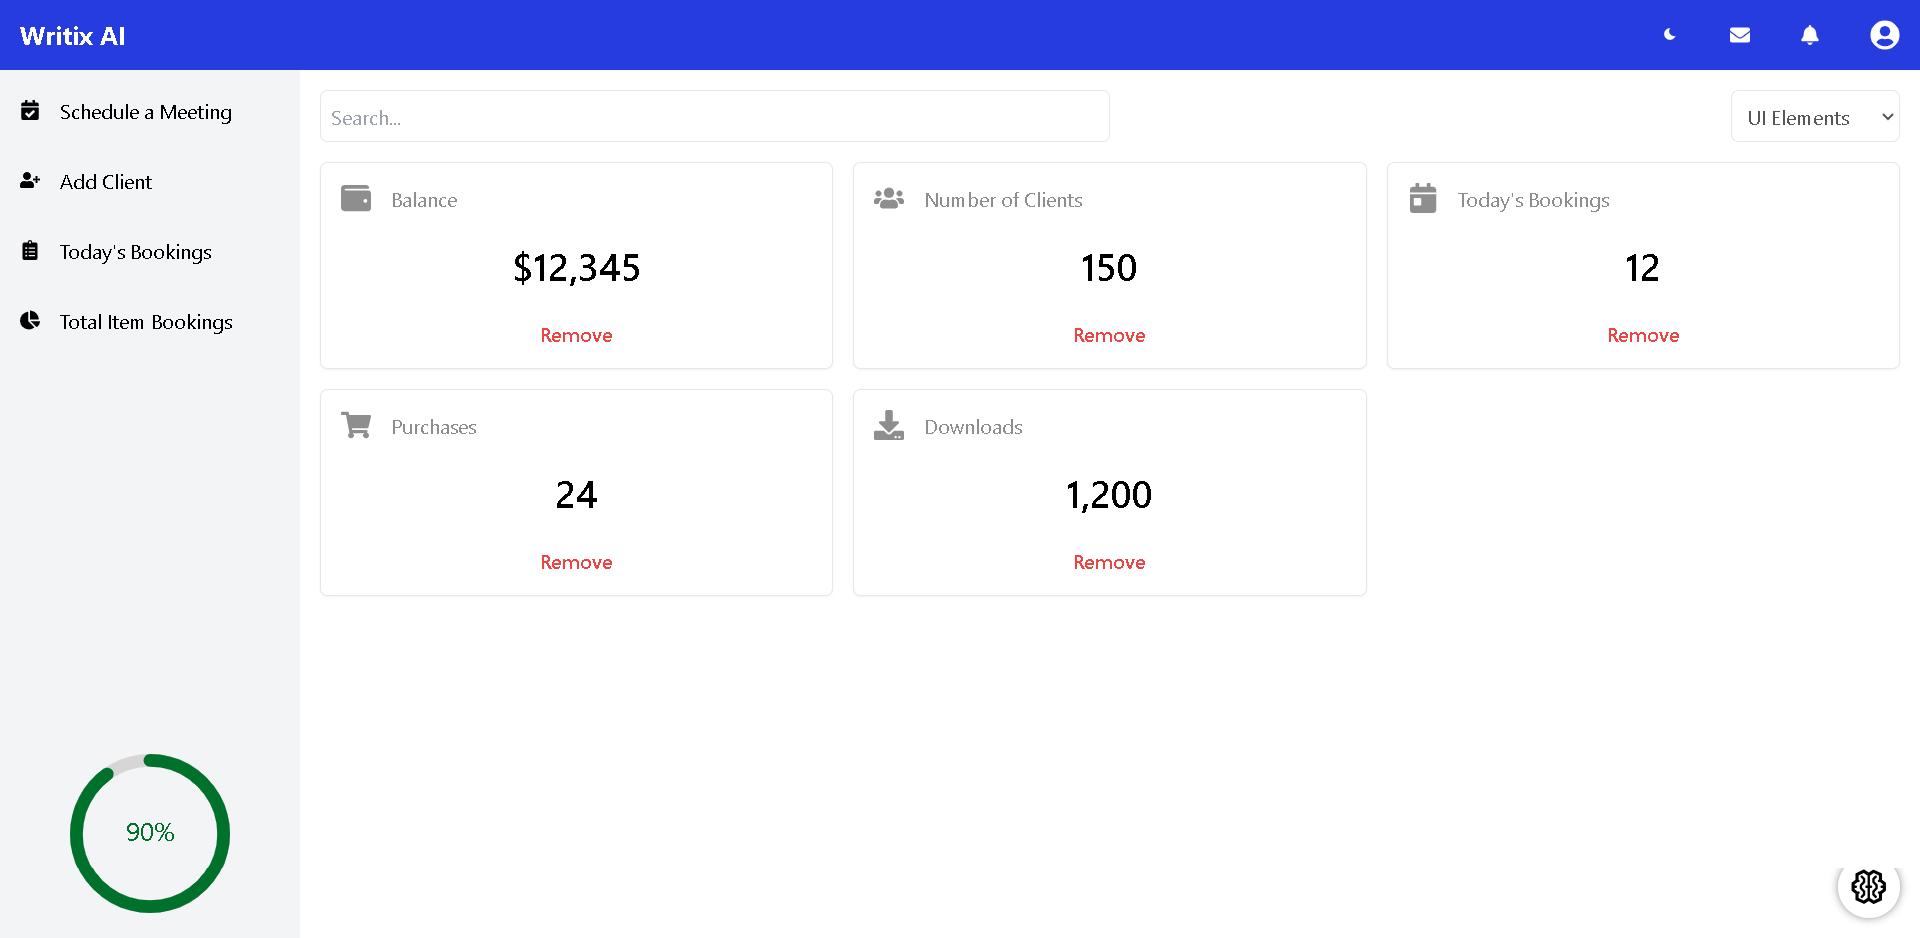 Writix AI
Schedule a Meeting
Add Client
Today's Bookings
Total Item Bookings
90%
Search...
UI Elements
Balance
$12,345
Remove
Number of Clients
150
Remove
Today's Bookings
12
Remove
Purchases
24
Remove
Downloads
1,200
Remove